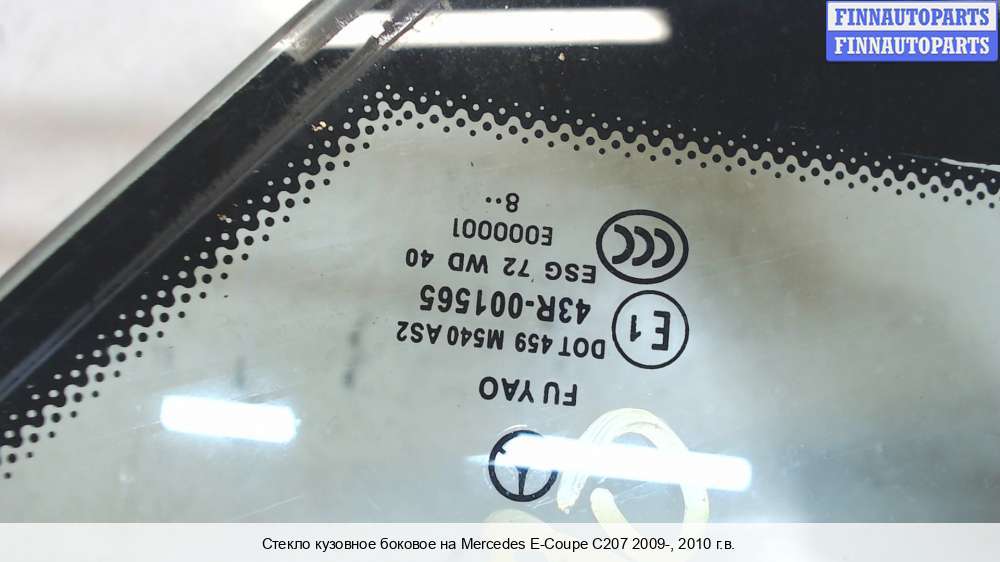 FINNAUTOPARTS
FINNAUTOPARTS
FU YAO
DOT 459 M540 AS2
E1
43R-001565
ESG 72 WD 40
CCC
E000001
8··
Стекло кузовное боковое на Mercedes E-Coupe C207 2009-, 2010 г.в.